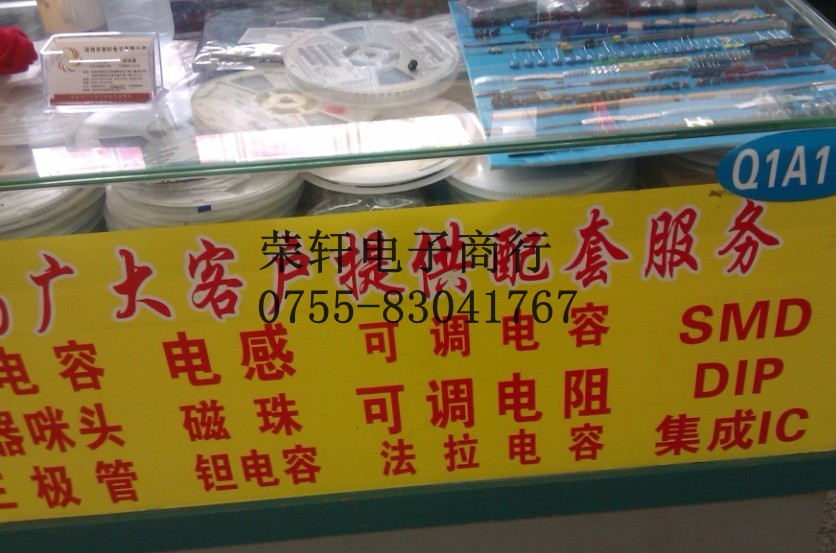 Q1A1
广大客户提供配套服务
荣轩电子商行
0755-83041767
电容 电感 可调电容 SMD
器咪头 磁珠 可调电阻 DIP
极管 钽电容 法拉电容 集成IC